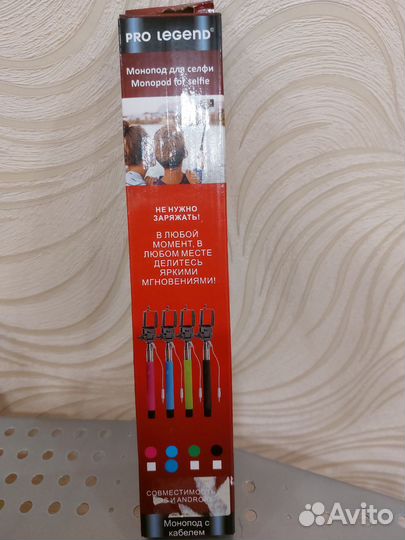 PRO LEGEND®
Монопод для селфи
Monopod for selfie
НЕ НУЖНО
ЗАРЯЖАТЬ!
В ЛЮБОЙ
МОМЕНТ, В
ЛЮБОМ МЕСТЕ
ДЕЛИТЕСЬ
ЯРКИМИ
МГНОВЕНИЯМИ!
СОВМЕСТИМОСТЬ
И ANDROID
Монопод с
кабелем
Avito